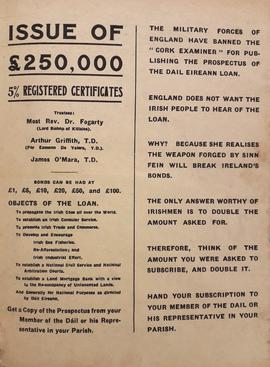 ISSUE OF
£250,000
5% REGISTERED CERTIFICATES
Trustees:
Most Rev. Dr. Fogarty
(Lord Bishop of Killaloe).
Arthur Griffith, T.D.
(For Eamonn De Valera, T.D.).
James O'Mara, T.D.
BONDS CAN BE HAD AT
£1, £5, £10, £20, £50, and £100.
OBJECTS OF THE LOAN.
To propagate the Irish Case all over the World.
To establish an Irish Consular Service.
To promote Irish Trade and Commerce.
To Develop and Encourage
Irish Sea Fisheries.
Re-Afforestation; and
Irish Industrial Effort.
To establish a National Civil Service and National
Arbitration Courts.
To establish a Land Mortgage Bank with a view
to the Re-occupancy of Untenanted Lands.
And Generally for National Purposes as directed
by Dáil Eireann.
Get a Copy of the Prospectus from your
Member of the Dáil or his Repre-
sentative in your Parish.
THE MILITARY FORCES OF
ENGLAND HAVE BANNED THE
"CORK EXAMINER" FOR PUB-
LISHING THE PROSPECTUS OF
THE DAIL EIREANN LOAN.
ENGLAND DOES NOT WANT THE
IRISH PEOPLE TO HEAR OF THE
LOAN.
WHY? BECAUSE SHE REALISES
THE WEAPON FORGED BY SINN
FEIN WILL BREAK IRELAND'S
BONDS.
THE ONLY ANSWER WORTHY OF
IRISHMEN IS TO DOUBLE THE
AMOUNT ASKED FOR.
THEREFORE, THINK OF THE
AMOUNT YOU WERE ASKED TO
SUBSCRIBE, AND DOUBLE IT.
HAND YOUR SUBSCRIPTION TO
YOUR MEMBER OF THE DAIL OR
HIS REPRESENTATIVE IN YOUR
PARISH.